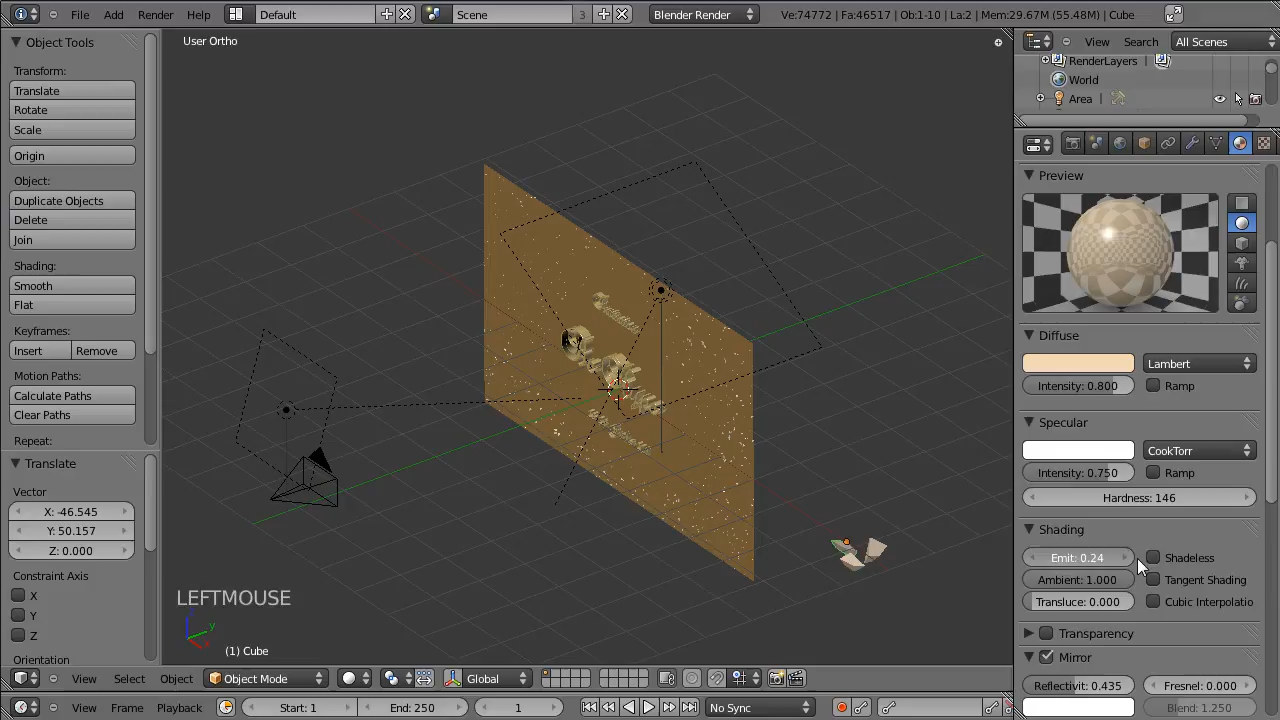 File Add Render Help Default Scene 3 Blender Render Ve:74772 | Fa:46517 | Ob:1-10 | La:2 | Mem:29.67M (55.48M) | Cube
Object Tools
Transform:
Translate
Rotate
Scale
Origin
Object:
Duplicate Objects
Delete
Join
Shading:
Smooth
Flat
Keyframes:
Insert Remove
Motion Paths:
Calculate Paths
Clear Paths
Repeat:
Translate
Vector
X: -46.545
Y: 50.157
Z: 0.000
Constraint Axis
X
Y
Z
Orientation
User Ortho
LEFTMOUSE
z
y
x
(1) Cube
View Select Object Object Mode Global
View Frame Playback Start: 1 End: 250 1 No Sync
View Search All Scenes
RenderLayers |
World
Area |
Preview
Diffuse
Lambert
Intensity: 0.800 Ramp
Specular
CookTorr
Intensity: 0.750 Ramp
Hardness: 146
Shading
Emit: 0.24 Shadeless
Ambient: 1.000 Tangent Shading
Transluce: 0.000 Cubic Interpolatio
Transparency
Mirror
Reflectivit: 0.435 Fresnel: 0.000
Blend: 1.250